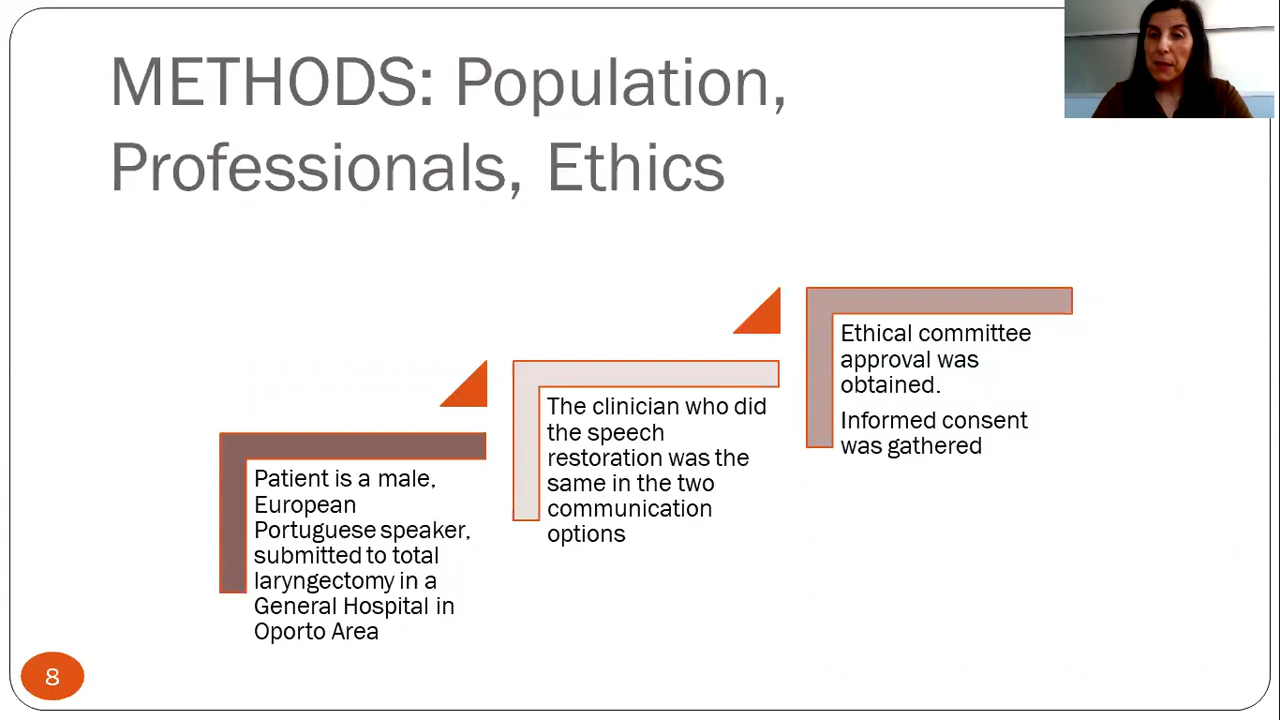 METHODS: Population,
Professionals, Ethics
Patient is a male,
European
Portuguese speaker,
submitted to total
laryngectomy in a
General Hospital in
Oporto Area
The clinician who did
the speech
restoration was the
same in the two
communication
options
Ethical committee
approval was
obtained.
Informed consent
was gathered
8